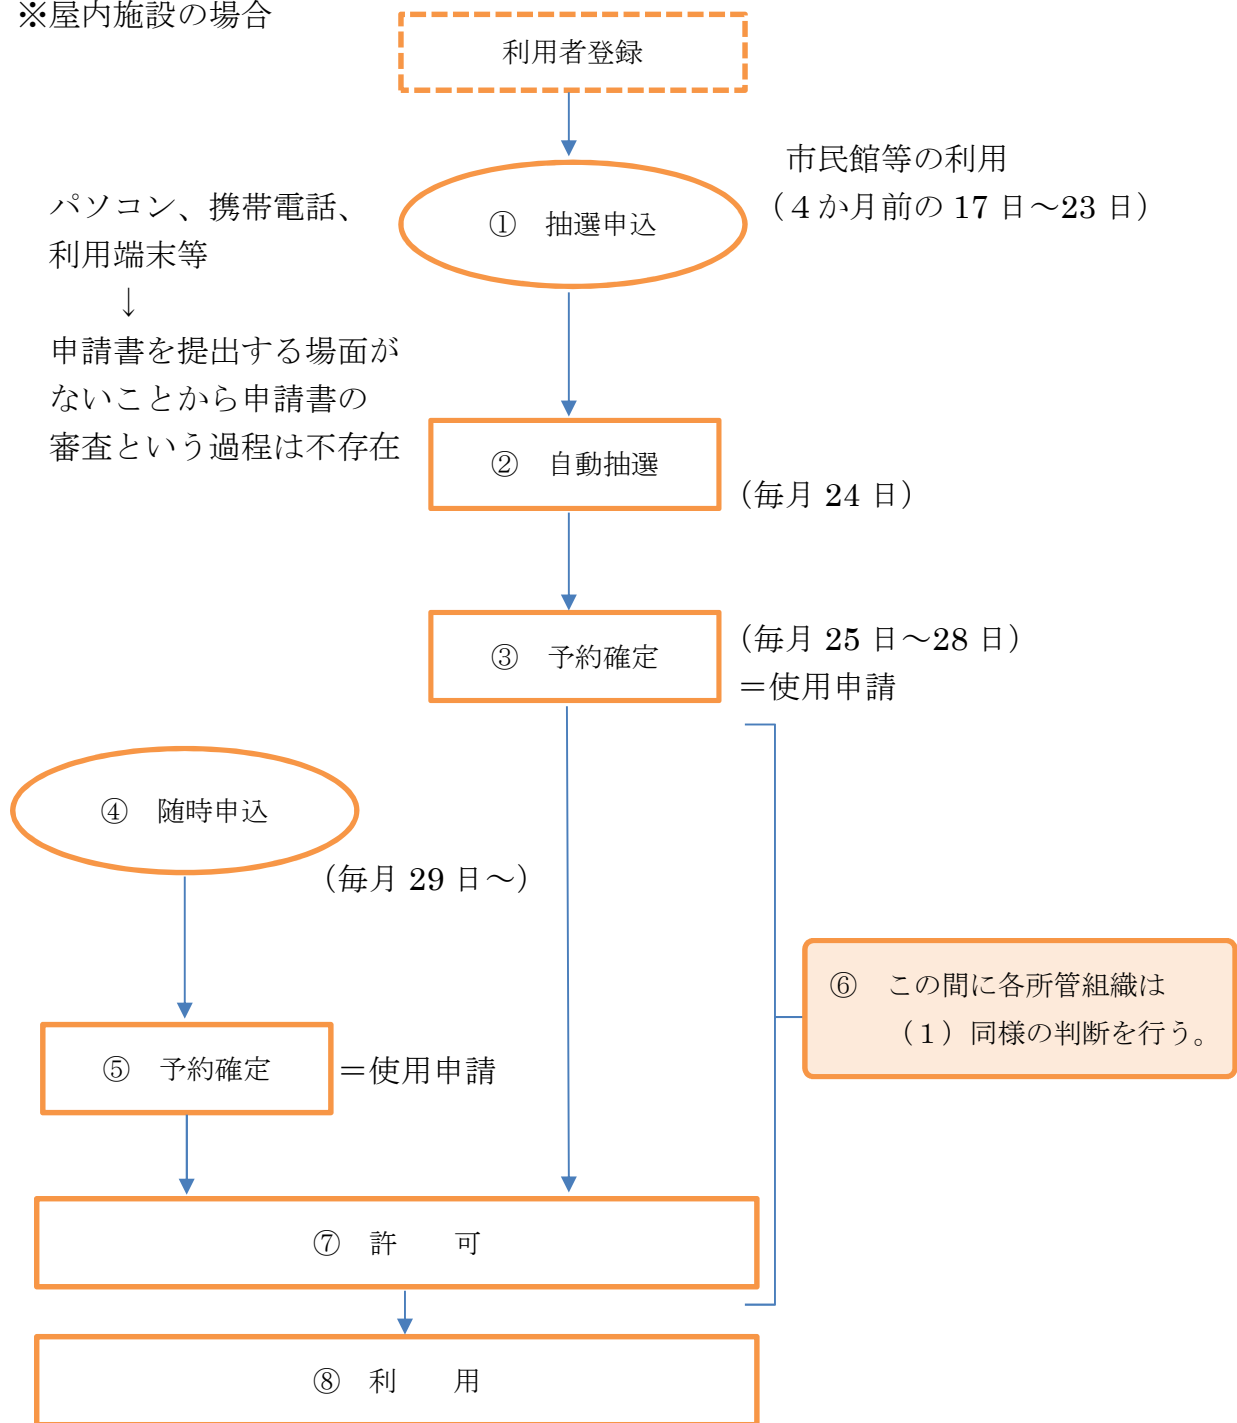 ※屋内施設の場合
利用者登録
市民館等の利用
（４か月前の 17 日～23 日）
パソコン、携帯電話、
利用端末等
↓
申請書を提出する場面が
ないことから申請書の
審査という過程は不存在
① 抽選申込
② 自動抽選
（毎月 24 日）
③ 予約確定
（毎月 25 日～28 日）
＝使用申請
④ 随時申込
（毎月 29 日～）
⑤ 予約確定
＝使用申請
⑥ この間に各所管組織は
（１）同様の判断を行う。
⑦ 許 可
⑧ 利 用